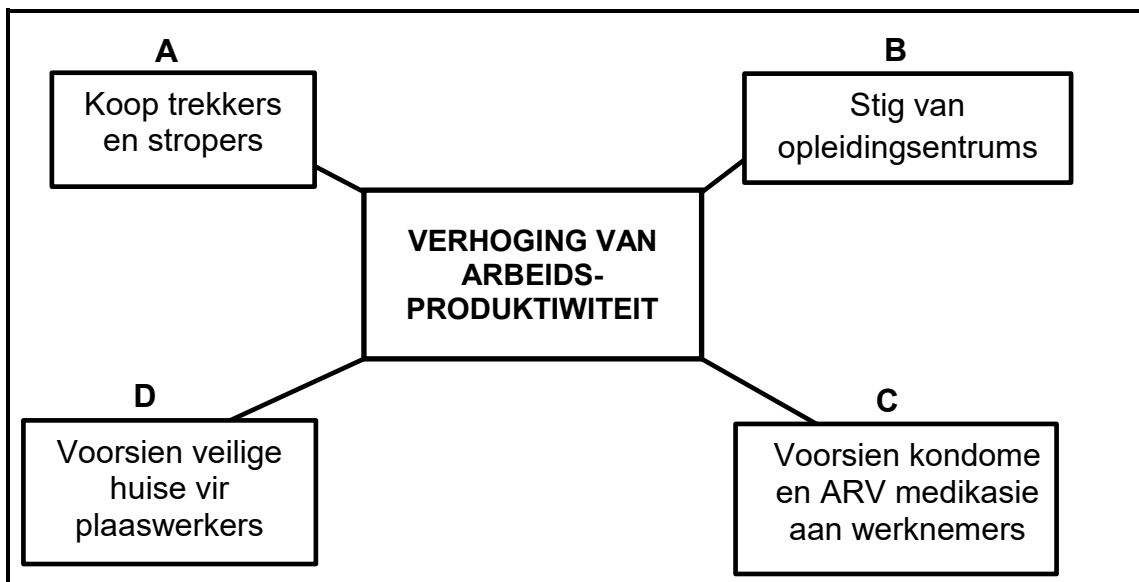 A
Koop trekkers
en stropers
B
Stig van
opleidingsentrums
VERHOGING VAN
ARBEIDS-
PRODUKTIWITEIT
D
Voorsien veilige
huise vir
plaaswerkers
C
Voorsien kondome
en ARV medikasie
aan werknemers